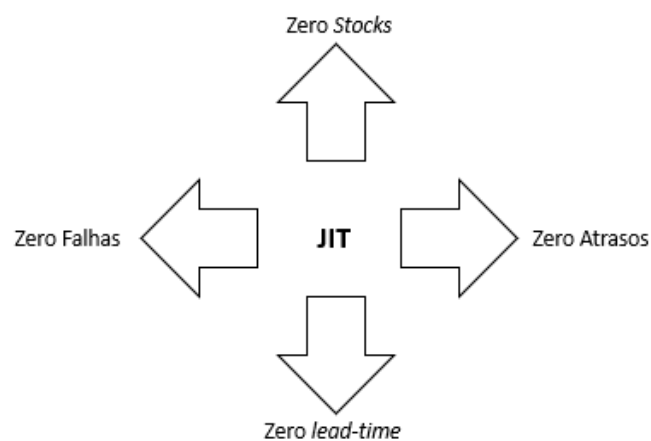 Zero Stocks
Zero Falhas
JIT
Zero Atrasos
Zero lead-time